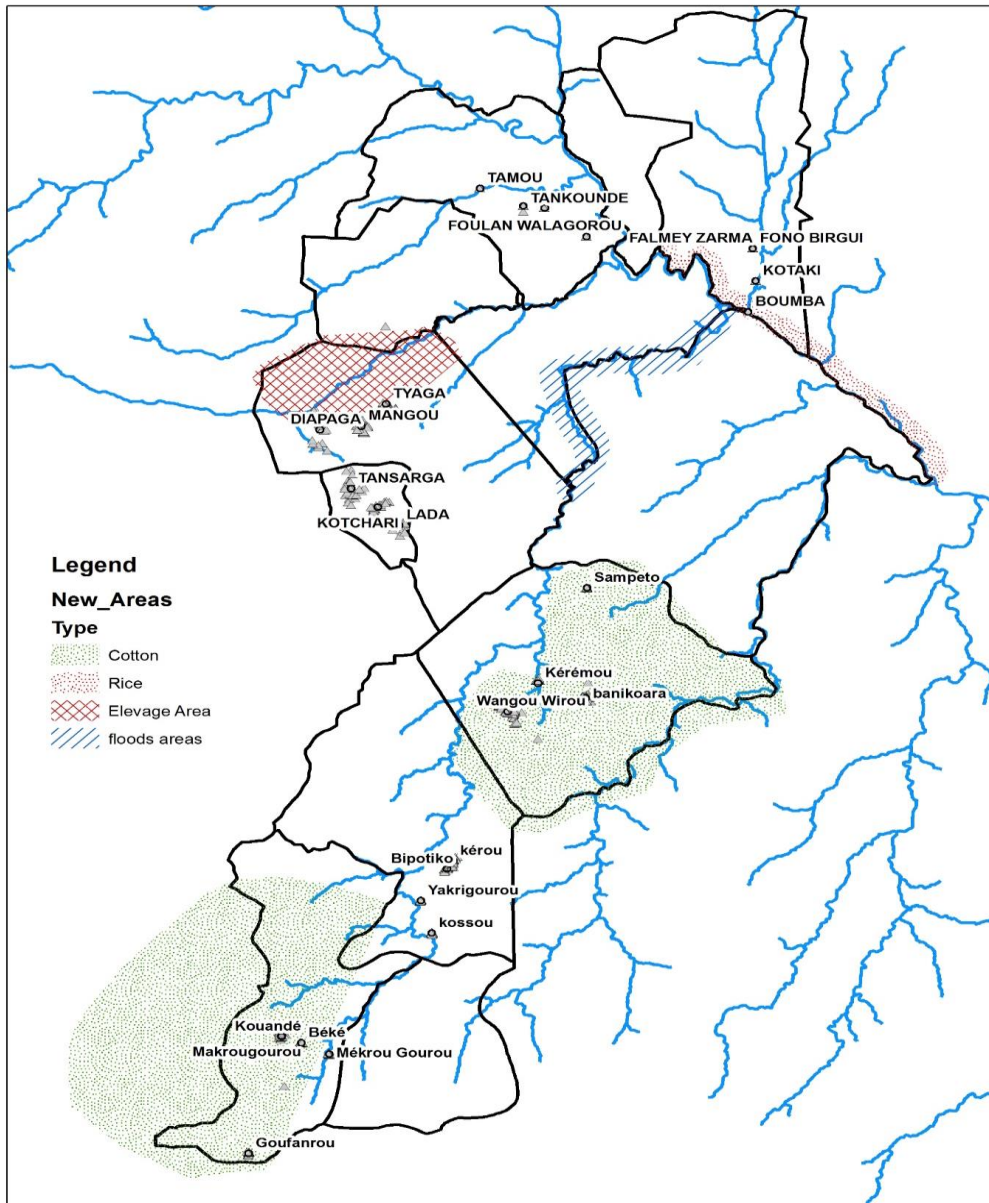 TAMOU
TANKOUNDE
FOULAN WALAGOROU
FALMEY ZARMA
FONO BIRGUI
KOTAKI
BOUMBA
TYAGA
DIAPAGA
MANGOU
TANSARGA
KOTCHARI
LADA
Legend
New_Areas
Type
Cotton
Rice
Elevage Area
floods areas
Sampeto
Kérémou
Wangou Wirou
banikoara
Bipotiko
kérou
Yakrigourou
kossou
Kouandé
Béké
Makrougourou
Mékrou Gourou
Goufanrou